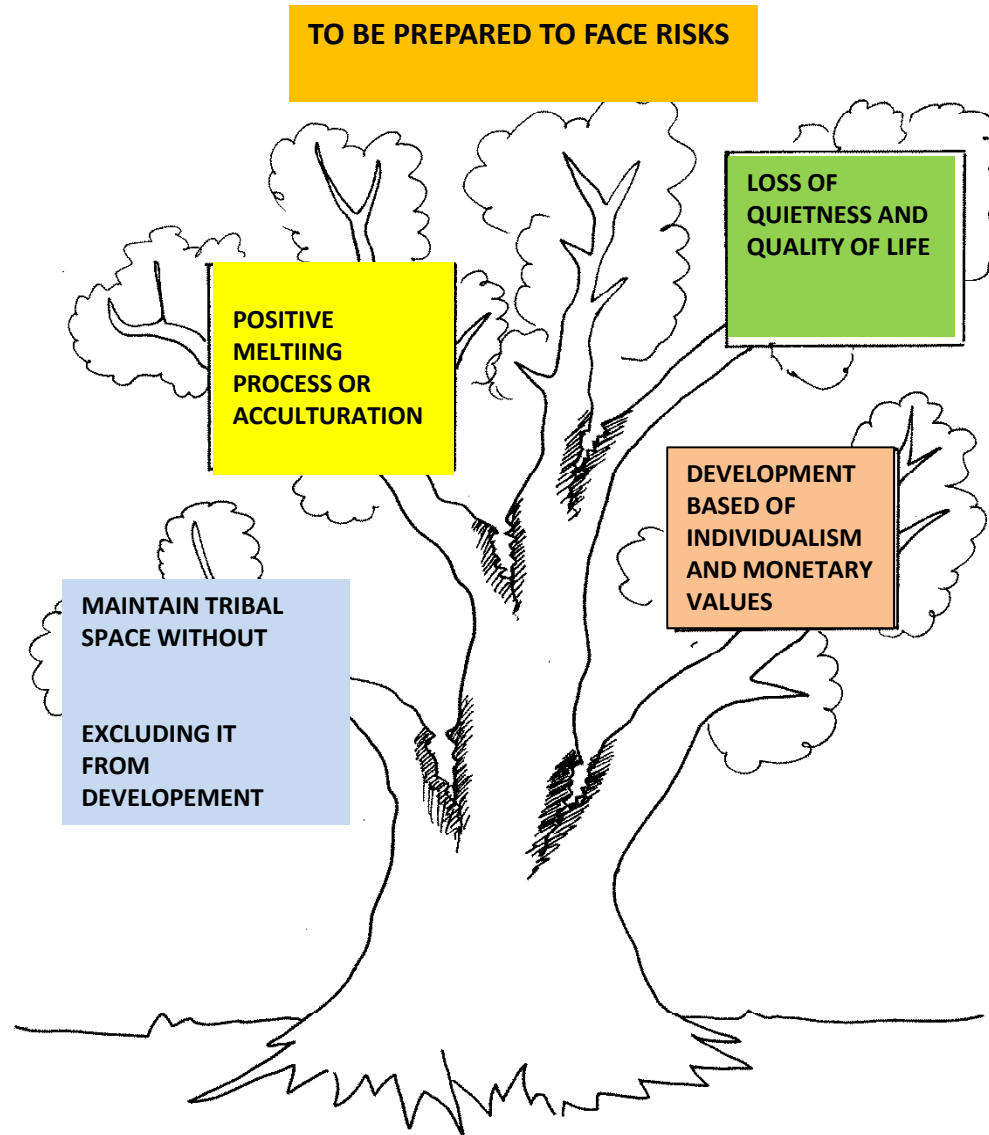 TO BE PREPARED TO FACE RISKS
LOSS OF
QUIETNESS AND
QUALITY OF LIFE
POSITIVE
MELTIING
PROCESS OR
ACCULTURATION
DEVELOPMENT
BASED OF
INDIVIDUALISM
AND MONETARY
VALUES
MAINTAIN TRIBAL
SPACE WITHOUT
EXCLUDING IT
FROM
DEVELOPEMENT